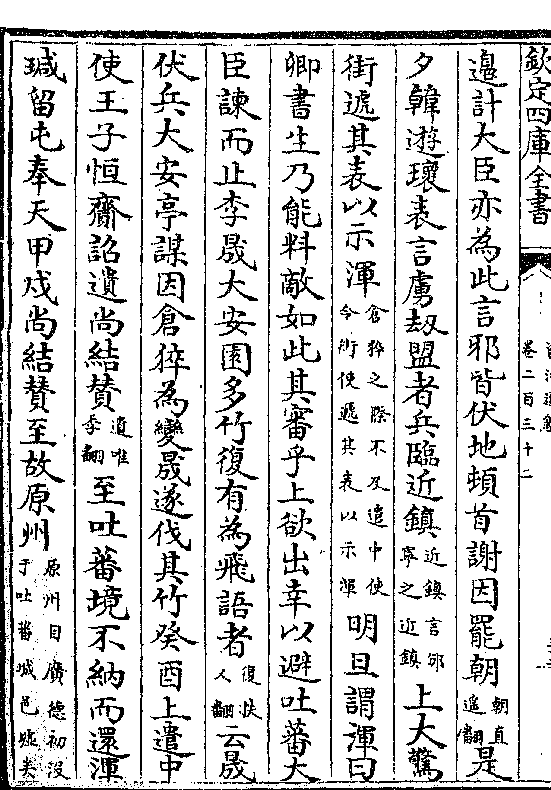 欽定四庫全書
卷二百三十二
邉計大臣亦為此言邪皆伏地頓首謝因罷朝朝直遥翻是
夕韓遊瓌表言虜劫盟者兵臨近鎮近鎮言邠寧之近鎮上大驚
街遞其表以示渾倉猝之際不及遣中使令街使遞其表以示渾明旦謂渾曰
卿書生乃能料敵如此其審乎上欲出幸以避吐蕃大
臣諫而止李晟大安園多竹復有為飛語者復扶又翻云晟
伏兵大安亭謀因倉猝為變晟遂伐其竹癸酉上遣中
使王子恒齎詔遺尚結贊遺唯季翻至吐蕃境不納而還渾
瑊留屯奉天甲戌尚結贊至故原州原州自廣德初没于吐蕃城邑墟矣